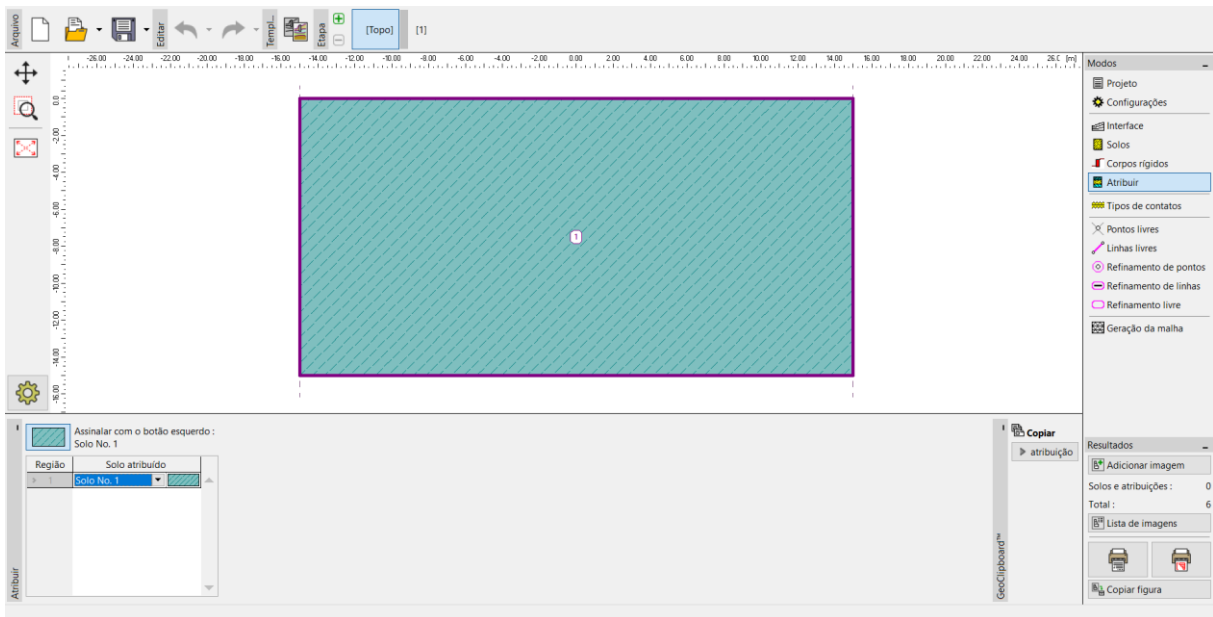 Arquivo
Editar
Templ...
Etapa
[Topo]
[1]
-26.00 -24.00 -22.00 -20.00 -18.00 -16.00 -14.00 -12.00 -10.00 -8.00 -6.00 -4.00 -2.00 0.00 2.00 4.00 6.00 8.00 10.00 12.00 14.00 16.00 18.00 20.00 22.00 24.00 26.0 [m]
0.0
-2.00
-4.00
-6.00
-8.00
-10.00
-12.00
-14.00
-16.00
1
Modos
Projeto
Configurações
Interface
Solos
Corpos rígidos
Atribuir
Tipos de contatos
Pontos livres
Linhas livres
Refinamento de pontos
Refinamento de linhas
Refinamento livre
Geração da malha
Atribuir
Assinalar com o botão esquerdo :
Solo No. 1
Região Solo atribuído
1 Solo No. 1
GeoClipboard™
Copiar
atribuição
Resultados
Adicionar imagem
Solos e atribuições : 0
Total : 6
Lista de imagens
Copiar figura